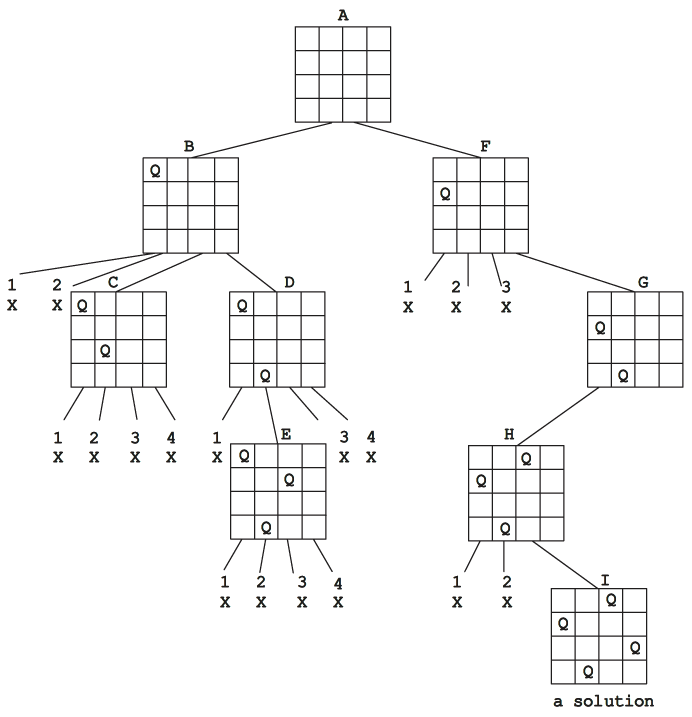 A
B F
Q
Q
1 2 C D 1 2 3 G
X X X X X
Q Q
Q
Q
Q Q
1 2 3 4 1 E 3 4 H
X X X X X X X
Q Q
Q Q
Q Q
1 2 3 4 1 2 I
X X X X X X
Q
Q
Q
Q
a solution